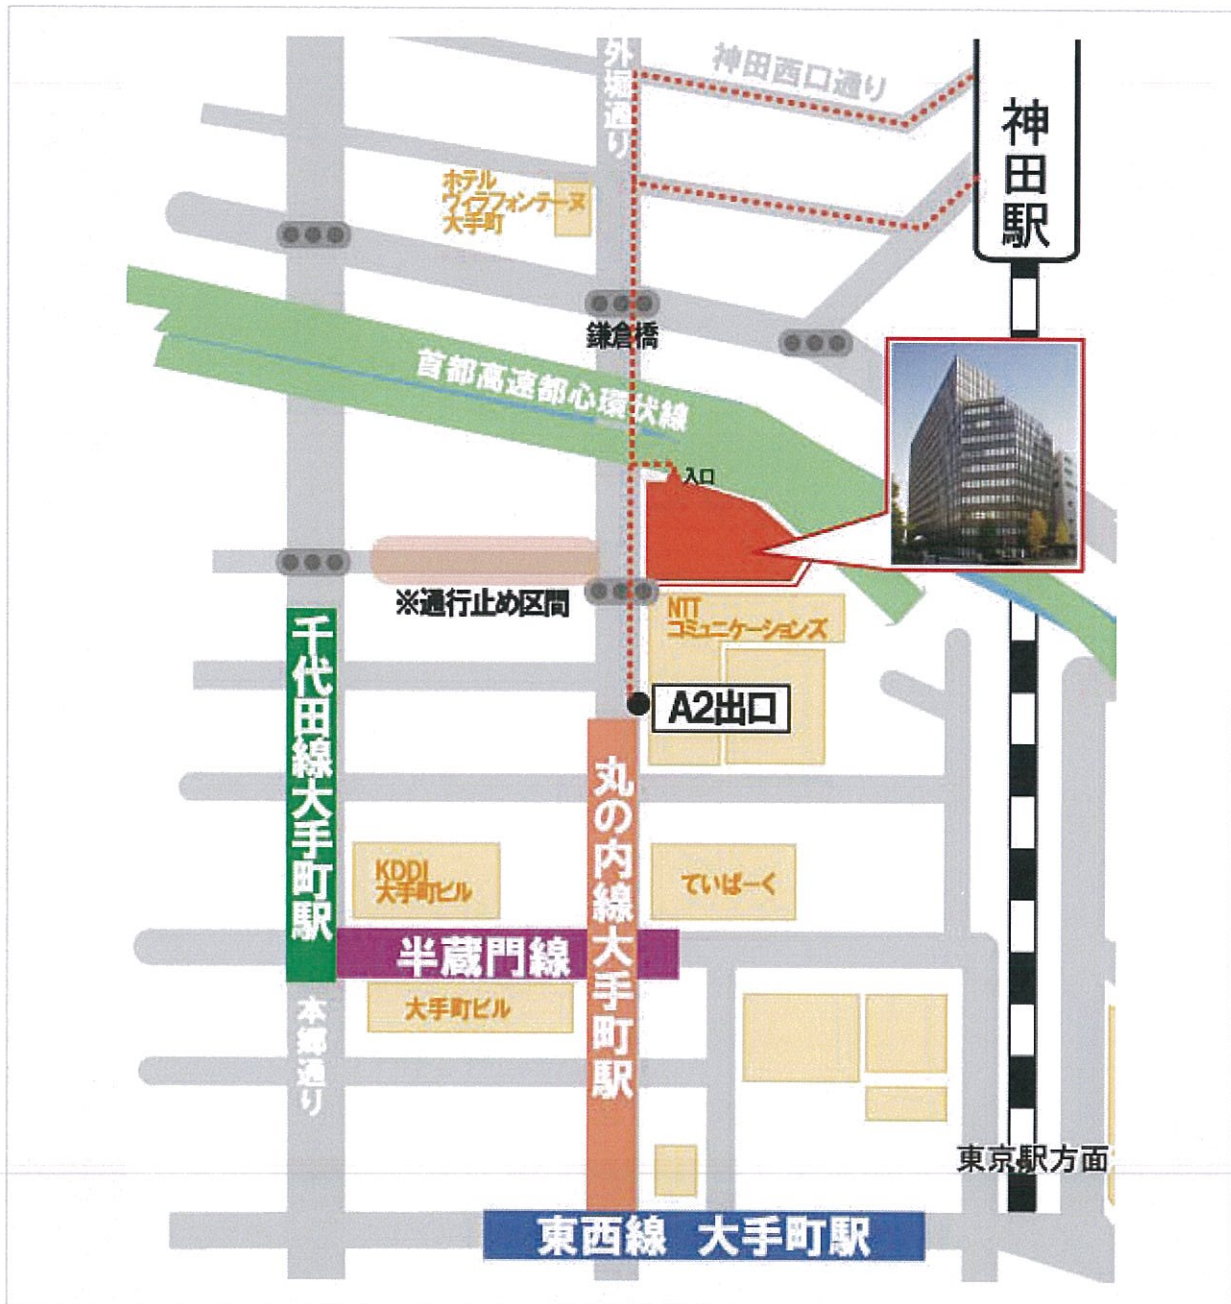 外堀通り
神田西口通り
神田駅
ホテル
ヴィラフォンテーヌ
大手町
鎌倉橋
首都高速都心環状線
入口
※通行止め区間
NTT
コミュニケーションズ
千代田線大手町駅
A2出口
丸の内線大手町駅
KDDI
大手町ビル
ていぱーく
半蔵門線
大手町ビル
本郷通り
東京駅方面
東西線 大手町駅